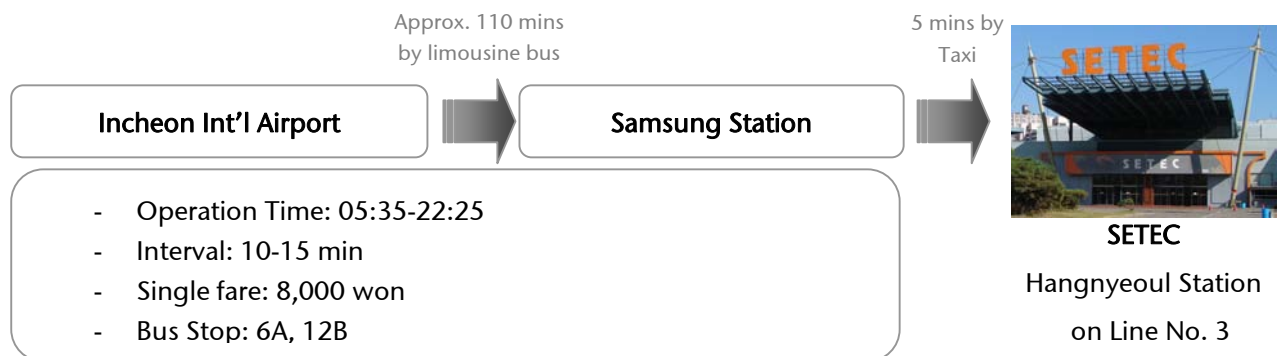 Approx. 110 mins
by limousine bus
5 mins by
Taxi
Incheon Int'l Airport
Samsung Station
SETEC
SETEC
- Operation Time: 05:35-22:25
- Interval: 10-15 min
- Single fare: 8,000 won
- Bus Stop: 6A, 12B
SETEC
Hangnyeoul Station
on Line No. 3